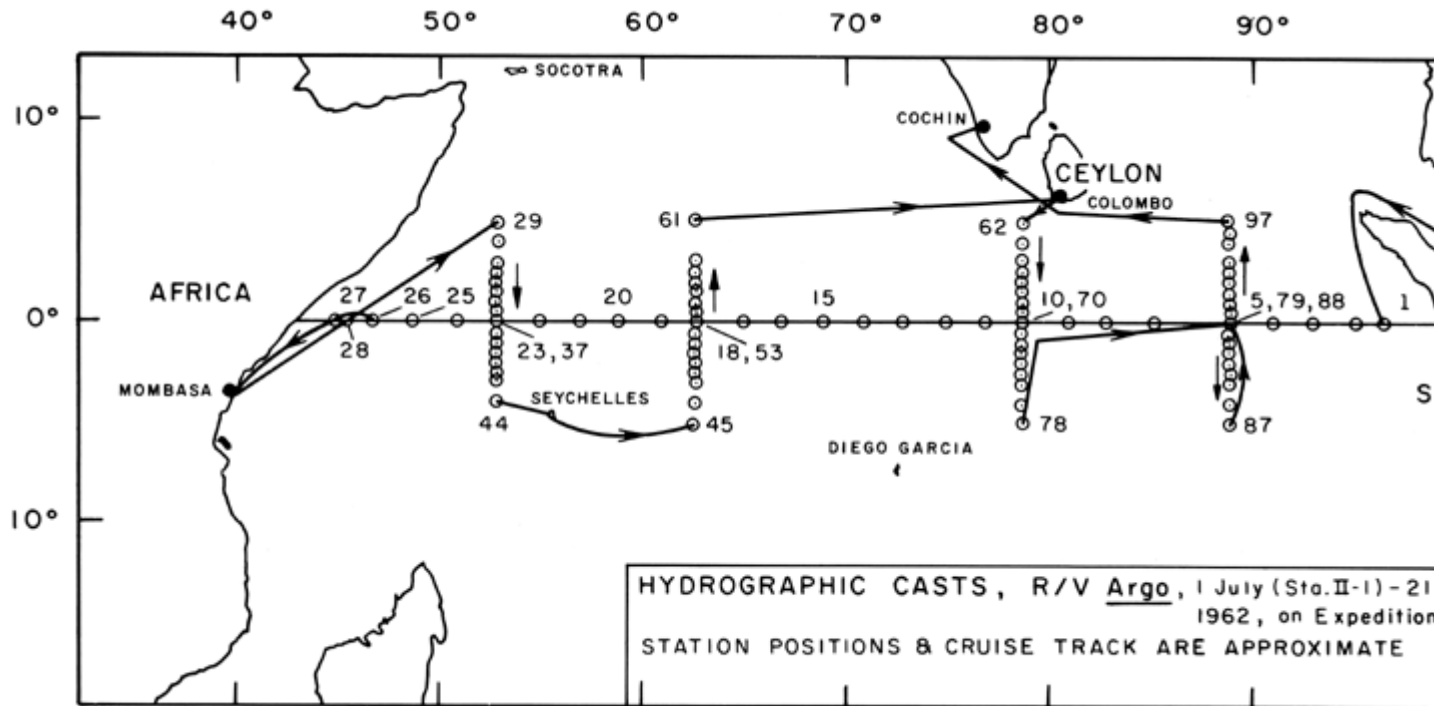 40° 50° 60° 70° 80° 90°
SOCOTRA
10°
COCHIN
CEYLON
COLOMBO
29
61
62
97
AFRICA
27
26
25
20
15
10,70
5,79,88
1
0°
28
23,37
18,53
MOMBASA
SEYCHELLES
S
44
45
78
87
DIEGO GARCIA
10°
HYDROGRAPHIC CASTS, R/V Argo, 1 July (Sta. II-1) - 21
1962, on Expedition
STATION POSITIONS & CRUISE TRACK ARE APPROXIMATE